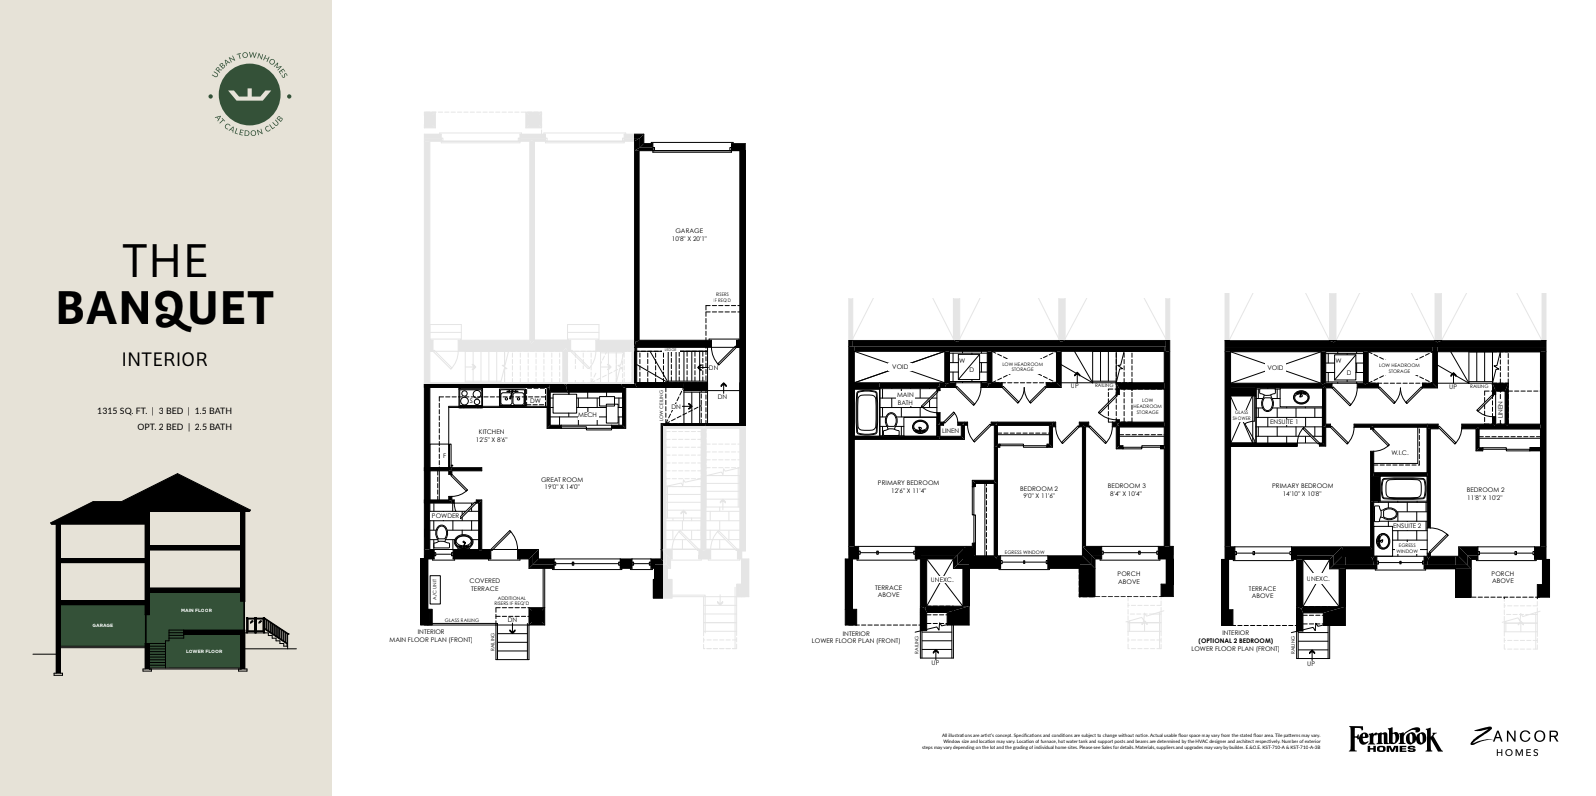 URBAN TOWNHOMES
AT CALEDON CLUB
THE
BANQUET
INTERIOR
1315 SQ. FT. | 3 BED | 1.5 BATH
OPT. 2 BED | 2.5 BATH
MAIN FLOOR
GARAGE
LOWER FLOOR
GARAGE
10'8" X 20'1"
RISERS
IF REQ'D
DN
DN
LOW CEILING
DN
KITCHEN
12'5" X 8'6"
S
DW
MECH
F
GREAT ROOM
19'0" X 14'0"
POWDER
A/C UNIT
COVERED
TERRACE
ADDITIONAL
RISERS IF REQ'D
DN
GLASS RAILING
RAILING
INTERIOR
MAIN FLOOR PLAN (FRONT)
VOID
W
D
LOW HEADROOM
STORAGE
UP
RAILING
MAIN
BATH
LINEN
LOW
HEADROOM
STORAGE
PRIMARY BEDROOM
12'6" X 11'4"
BEDROOM 2
9'0" X 11'6"
BEDROOM 3
8'4" X 10'4"
EGRESS WINDOW
TERRACE
ABOVE
UNEXC.
PORCH
ABOVE
RAILING
UP
INTERIOR
LOWER FLOOR PLAN (FRONT)
VOID
W
D
LOW HEADROOM
STORAGE
UP
RAILING
GLASS
SHOWER
ENSUITE 1
LINEN
W.I.C.
PRIMARY BEDROOM
14'10" X 10'8"
BEDROOM 2
11'8" X 10'2"
ENSUITE 2
EGRESS
WINDOW
TERRACE
ABOVE
UNEXC.
PORCH
ABOVE
RAILING
UP
INTERIOR
(OPTIONAL 2 BEDROOM)
LOWER FLOOR PLAN (FRONT)
All illustrations are artist's concept. Specifications and conditions are subject to change without notice. Actual usable floor space may vary from the stated floor area. Tile patterns may vary.
Window size and location may vary. Location of furnace, hot water tank and support posts and beams are determined by the HVAC designer and architect respectively. Number of exterior
steps may vary depending on the lot and the grading of individual home sites. Please see Sales for details. Materials, suppliers and upgrades may vary by builder. E.&O.E. KST-710-A & KST-710-A-3B
Fernbrook
HOMES
ZANCOR
HOMES